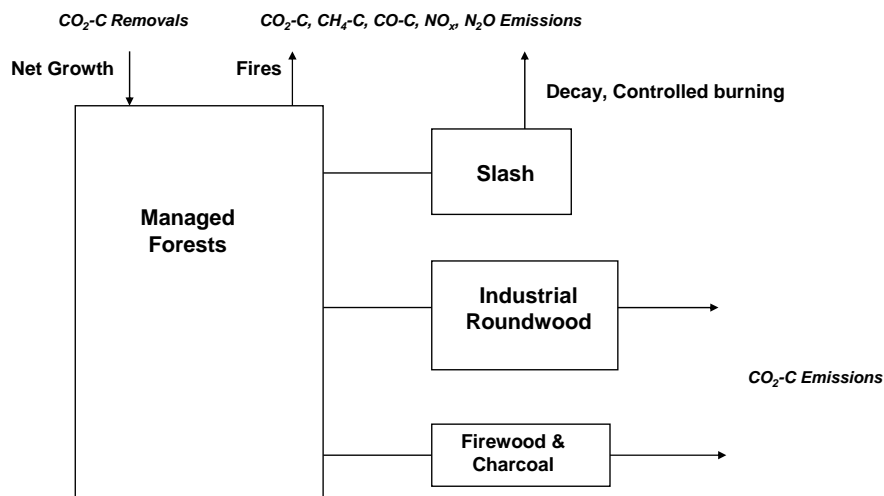 CO₂-C Removals
CO₂-C, CH₄-C, CO-C, NOₓ, N₂O Emissions
Net Growth
Fires
Decay, Controlled burning
Slash
Managed
Forests
Industrial
Roundwood
CO₂-C Emissions
Firewood &
Charcoal